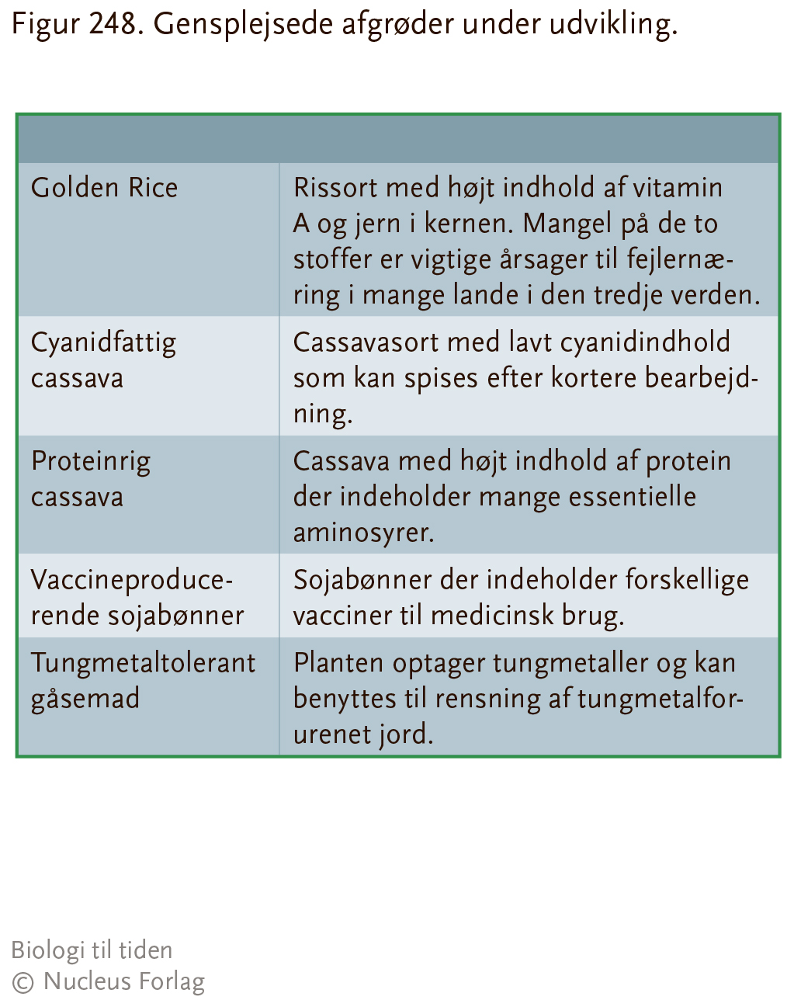 Figur 248. Gensplejsede afgrøder under udvikling.
Golden Rice
Rissort med højt indhold af vitamin
A og jern i kernen. Mangel på de to
stoffer er vigtige årsager til fejlernæ-
ring i mange lande i den tredje verden.
Cyanidfattig
cassava
Cassavasort med lavt cyanidindhold
som kan spises efter kortere bearbejd-
ning.
Proteinrig
cassava
Cassava med højt indhold af protein
der indeholder mange essentielle
aminosyrer.
Vaccineproduce-
rende sojabønner
Sojabønner der indeholder forskellige
vacciner til medicinsk brug.
Tungmetaltolerant
gåsemad
Planten optager tungmetaller og kan
benyttes til rensning af tungmetalfor-
urenet jord.
Biologi til tiden
© Nucleus Forlag